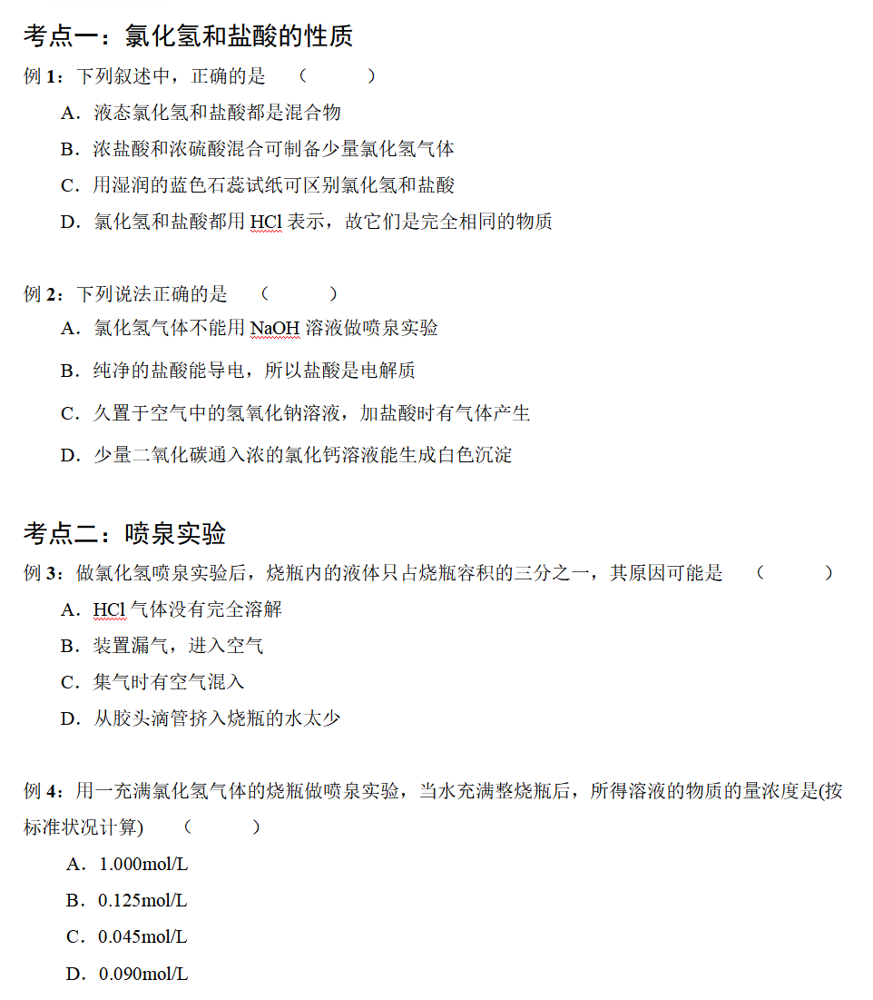 考点一：氯化氢和盐酸的性质
例 1：下列叙述中，正确的是 （ ）
A．液态氯化氢和盐酸都是混合物
B．浓盐酸和浓硫酸混合可制备少量氯化氢气体
C．用湿润的蓝色石蕊试纸可区别氯化氢和盐酸
D．氯化氢和盐酸都用 HCl 表示，故它们是完全相同的物质
例 2：下列说法正确的是 （ ）
A．氯化氢气体不能用 NaOH 溶液做喷泉实验
B．纯净的盐酸能导电，所以盐酸是电解质
C．久置于空气中的氢氧化钠溶液，加盐酸时有气体产生
D．少量二氧化碳通入浓的氯化钙溶液能生成白色沉淀
考点二：喷泉实验
例 3：做氯化氢喷泉实验后，烧瓶内的液体只占烧瓶容积的三分之一，其原因可能是 （ ）
A．HCl 气体没有完全溶解
B．装置漏气，进入空气
C．集气时有空气混入
D．从胶头滴管挤入烧瓶的水太少
例 4：用一充满氯化氢气体的烧瓶做喷泉实验，当水充满整烧瓶后，所得溶液的物质的量浓度是(按
标准状况计算) （ ）
A．1.000mol/L
B．0.125mol/L
C．0.045mol/L
D．0.090mol/L